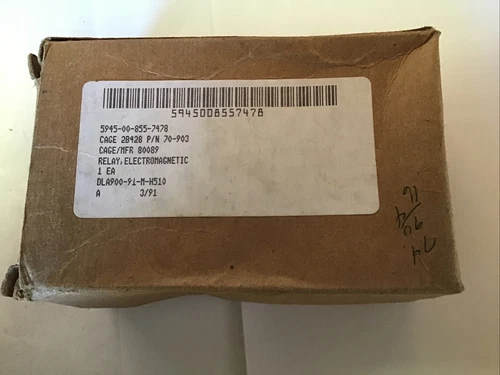 5945008557478
5945-00-855-7478
CAGE 2B428 P/N 70-903
CAGE/MFR 80089
RELAY,ELECTROMAGNETIC
1 EA
DLA900-91-M-H510
A 3/91